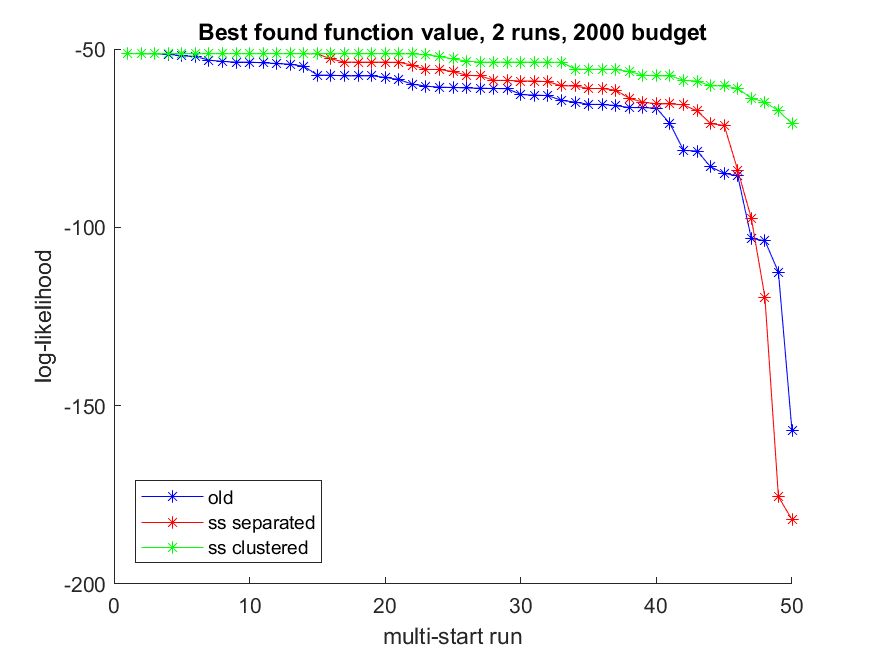 Best found function value, 2 runs, 2000 budget
-50
-100
-150
-200
log-likelihood
old
ss separated
ss clustered
0
10
20
30
40
50
multi-start run